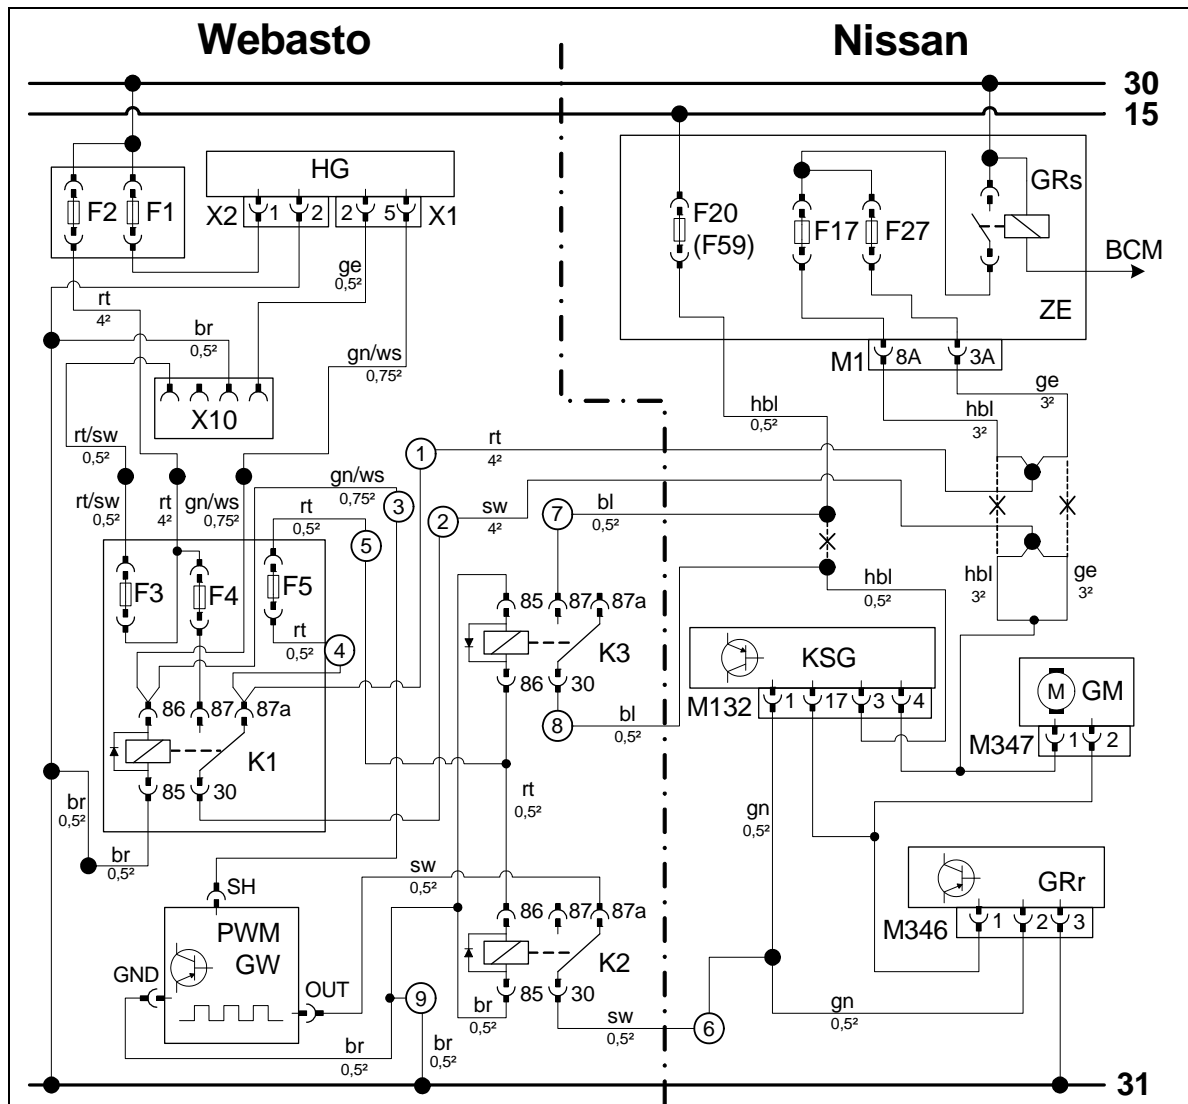 Webasto
Nissan
30
15
HG
F2
F1
X2
1
2
2
5
X1
F20
(F59)
F17
F27
GRs
BCM
ZE
M1
8A
3A
rt
4²
br
0,5²
ge
0,5²
gn/ws
0,75²
X10
hbl
0,5²
hbl
3²
ge
3²
rt/sw
0,5²
1
rt
4²
rt/sw
0,5²
rt
4²
gn/ws
0,75²
gn/ws
0,75²
3
rt
0,5²
5
2
sw
4²
7
bl
0,5²
F3
F4
F5
rt
0,5²
4
85
87
87a
K3
86
30
hbl
0,5²
hbl
3²
ge
3²
KSG
M132
1
17
3
4
M
GM
M347
1
2
86
87
87a
K1
85
30
8
bl
0,5²
br
0,5²
br
0,5²
rt
0,5²
gn
0,5²
SH
sw
0,5²
PWM
GW
GND
OUT
86
87
87a
K2
85
30
GRr
M346
1
2
3
9
br
0,5²
sw
0,5²
6
gn
0,5²
br
0,5²
br
0,5²
31